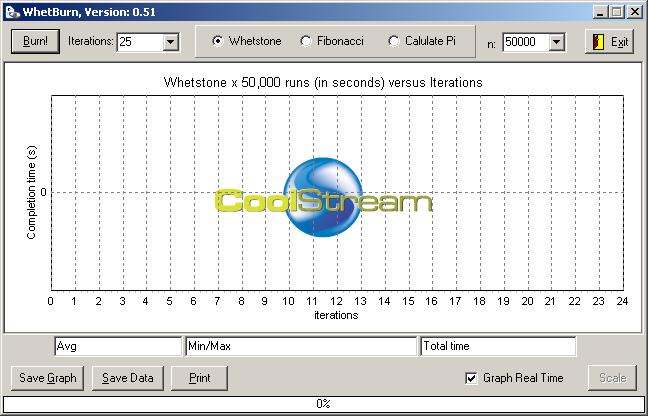 WhetBurn, Version: 0.51
Burn! Iterations: 25 Whetstone Fibonacci Calulate Pi n: 50000 Exit
Whetstone x 50,000 runs (in seconds) versus Iterations
Completion time (s)
0
CoolStream
0 1 2 3 4 5 6 7 8 9 10 11 12 13 14 15 16 17 18 19 20 21 22 23 24
iterations
Avg Min/Max Total time
Save Graph Save Data Print Graph Real Time Scale
0%